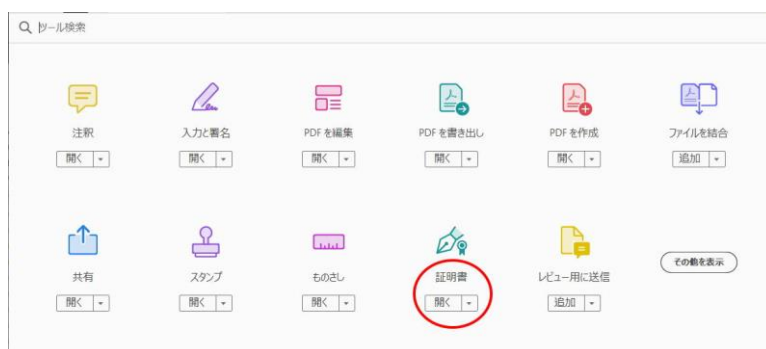 ツール検索
注釈 入力と署名 PDF を編集 PDF を書き出し PDF を作成 ファイルを結合
開く 開く 開く 開く 開く 追加
共有 スタンプ ものさし 証明書 レビュー用に送信 その他を表示
開く 開く 開く 開く 追加